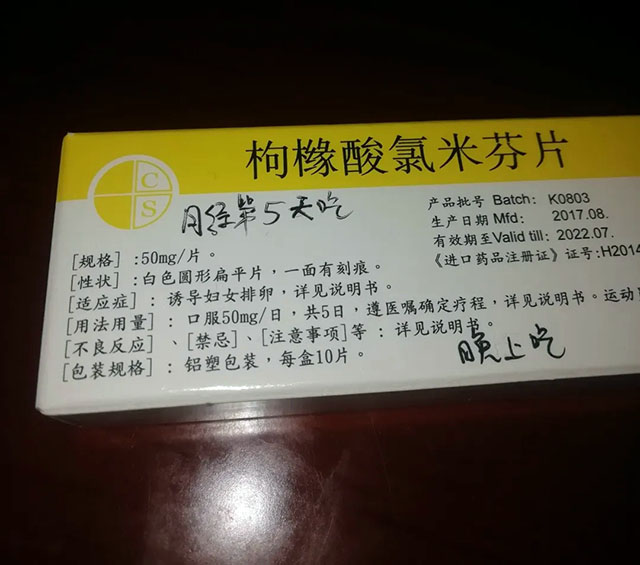 枸橼酸氯米芬片
C
S
月经第5天吃
产品批号 Batch: K0803
生产日期 Mfd: 2017.08.
有效期至Valid till: 2022.07.
《进口药品注册证》证号:H2014
[规格]:50mg/片。
[性状]:白色圆形扁平片，一面有刻痕。
[适应症]:诱导妇女排卵，详见说明书。
[用法用量]:口服50mg/日，共5日，遵医嘱确定疗程，详见说明书。运动
[不良反应]、[禁忌]、[注意事项]等:详见说明书。
[包装规格]:铝塑包装，每盒10片。
晚上吃